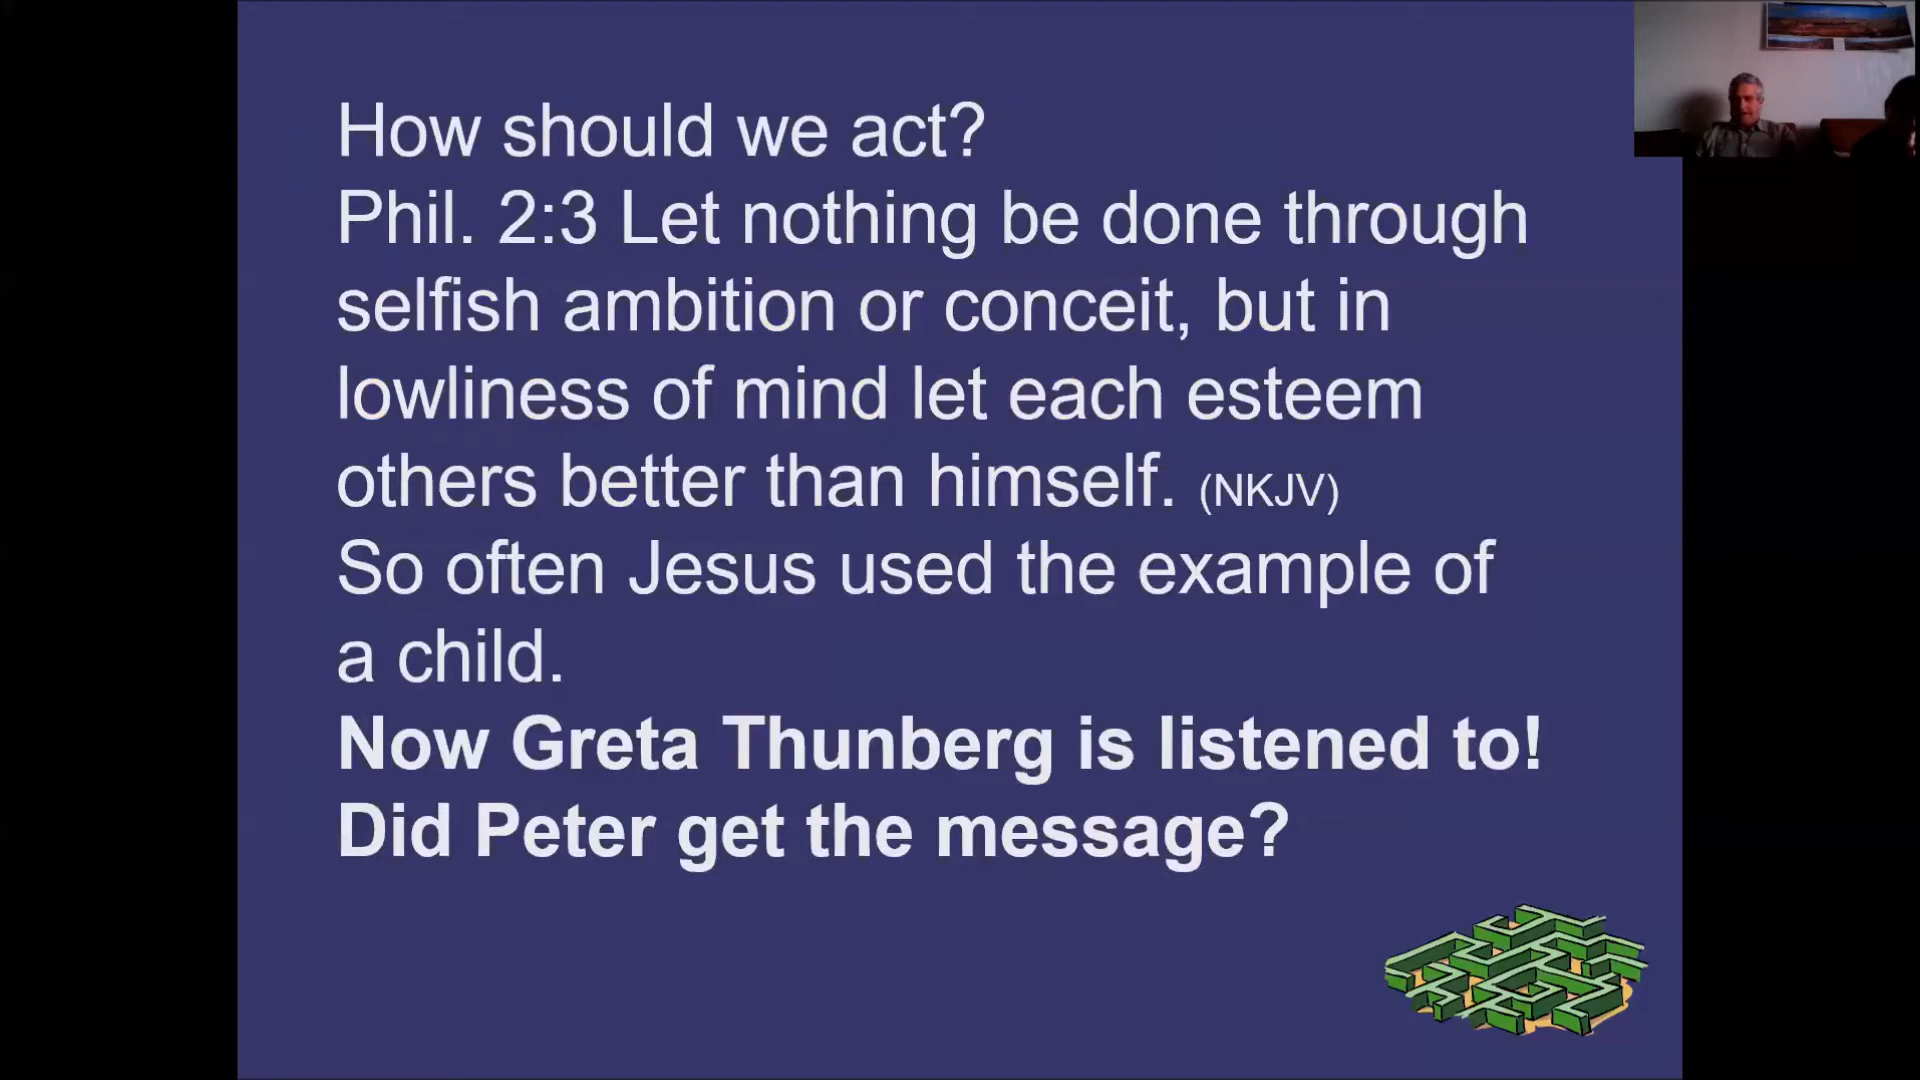 How should we act?
Phil. 2:3 Let nothing be done through
selfish ambition or conceit, but in
lowliness of mind let each esteem
others better than himself. (NKJV)
So often Jesus used the example of
a child.
Now Greta Thunberg is listened to!
Did Peter get the message?